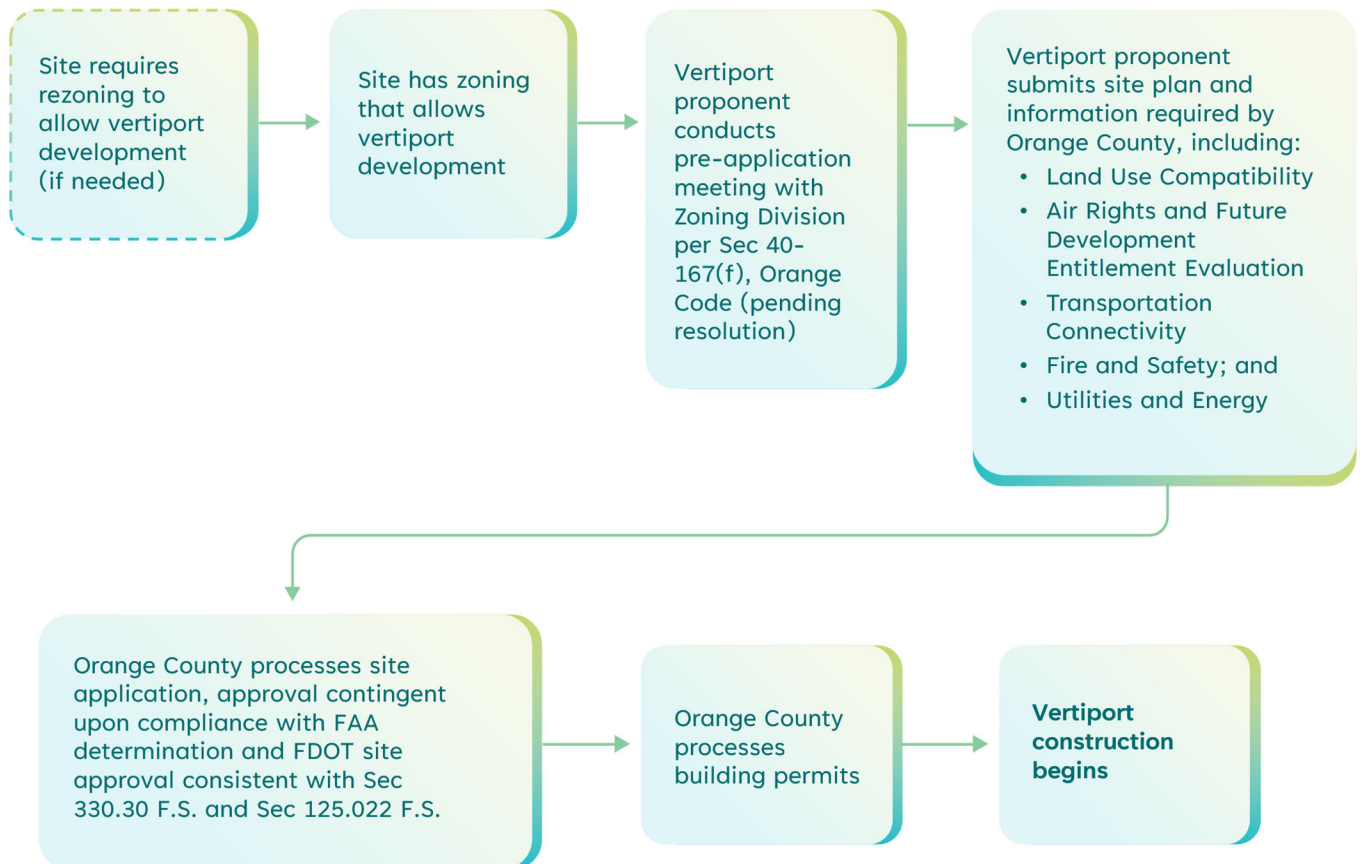 Site requires
rezoning to
allow vertiport
development
(if needed)
Site has zoning
that allows
vertiport
development
Vertiport
proponent
conducts
pre-application
meeting with
Zoning Division
per Sec 40-
167(f), Orange
Code (pending
resolution)
Vertiport proponent
submits site plan and
information required by
Orange County, including:
• Land Use Compatibility
• Air Rights and Future
Development
Entitlement Evaluation
• Transportation
Connectivity
• Fire and Safety; and
• Utilities and Energy
Orange County processes site
application, approval contingent
upon compliance with FAA
determination and FDOT site
approval consistent with Sec
330.30 F.S. and Sec 125.022 F.S.
Orange County
processes
building permits
Vertiport
construction
begins